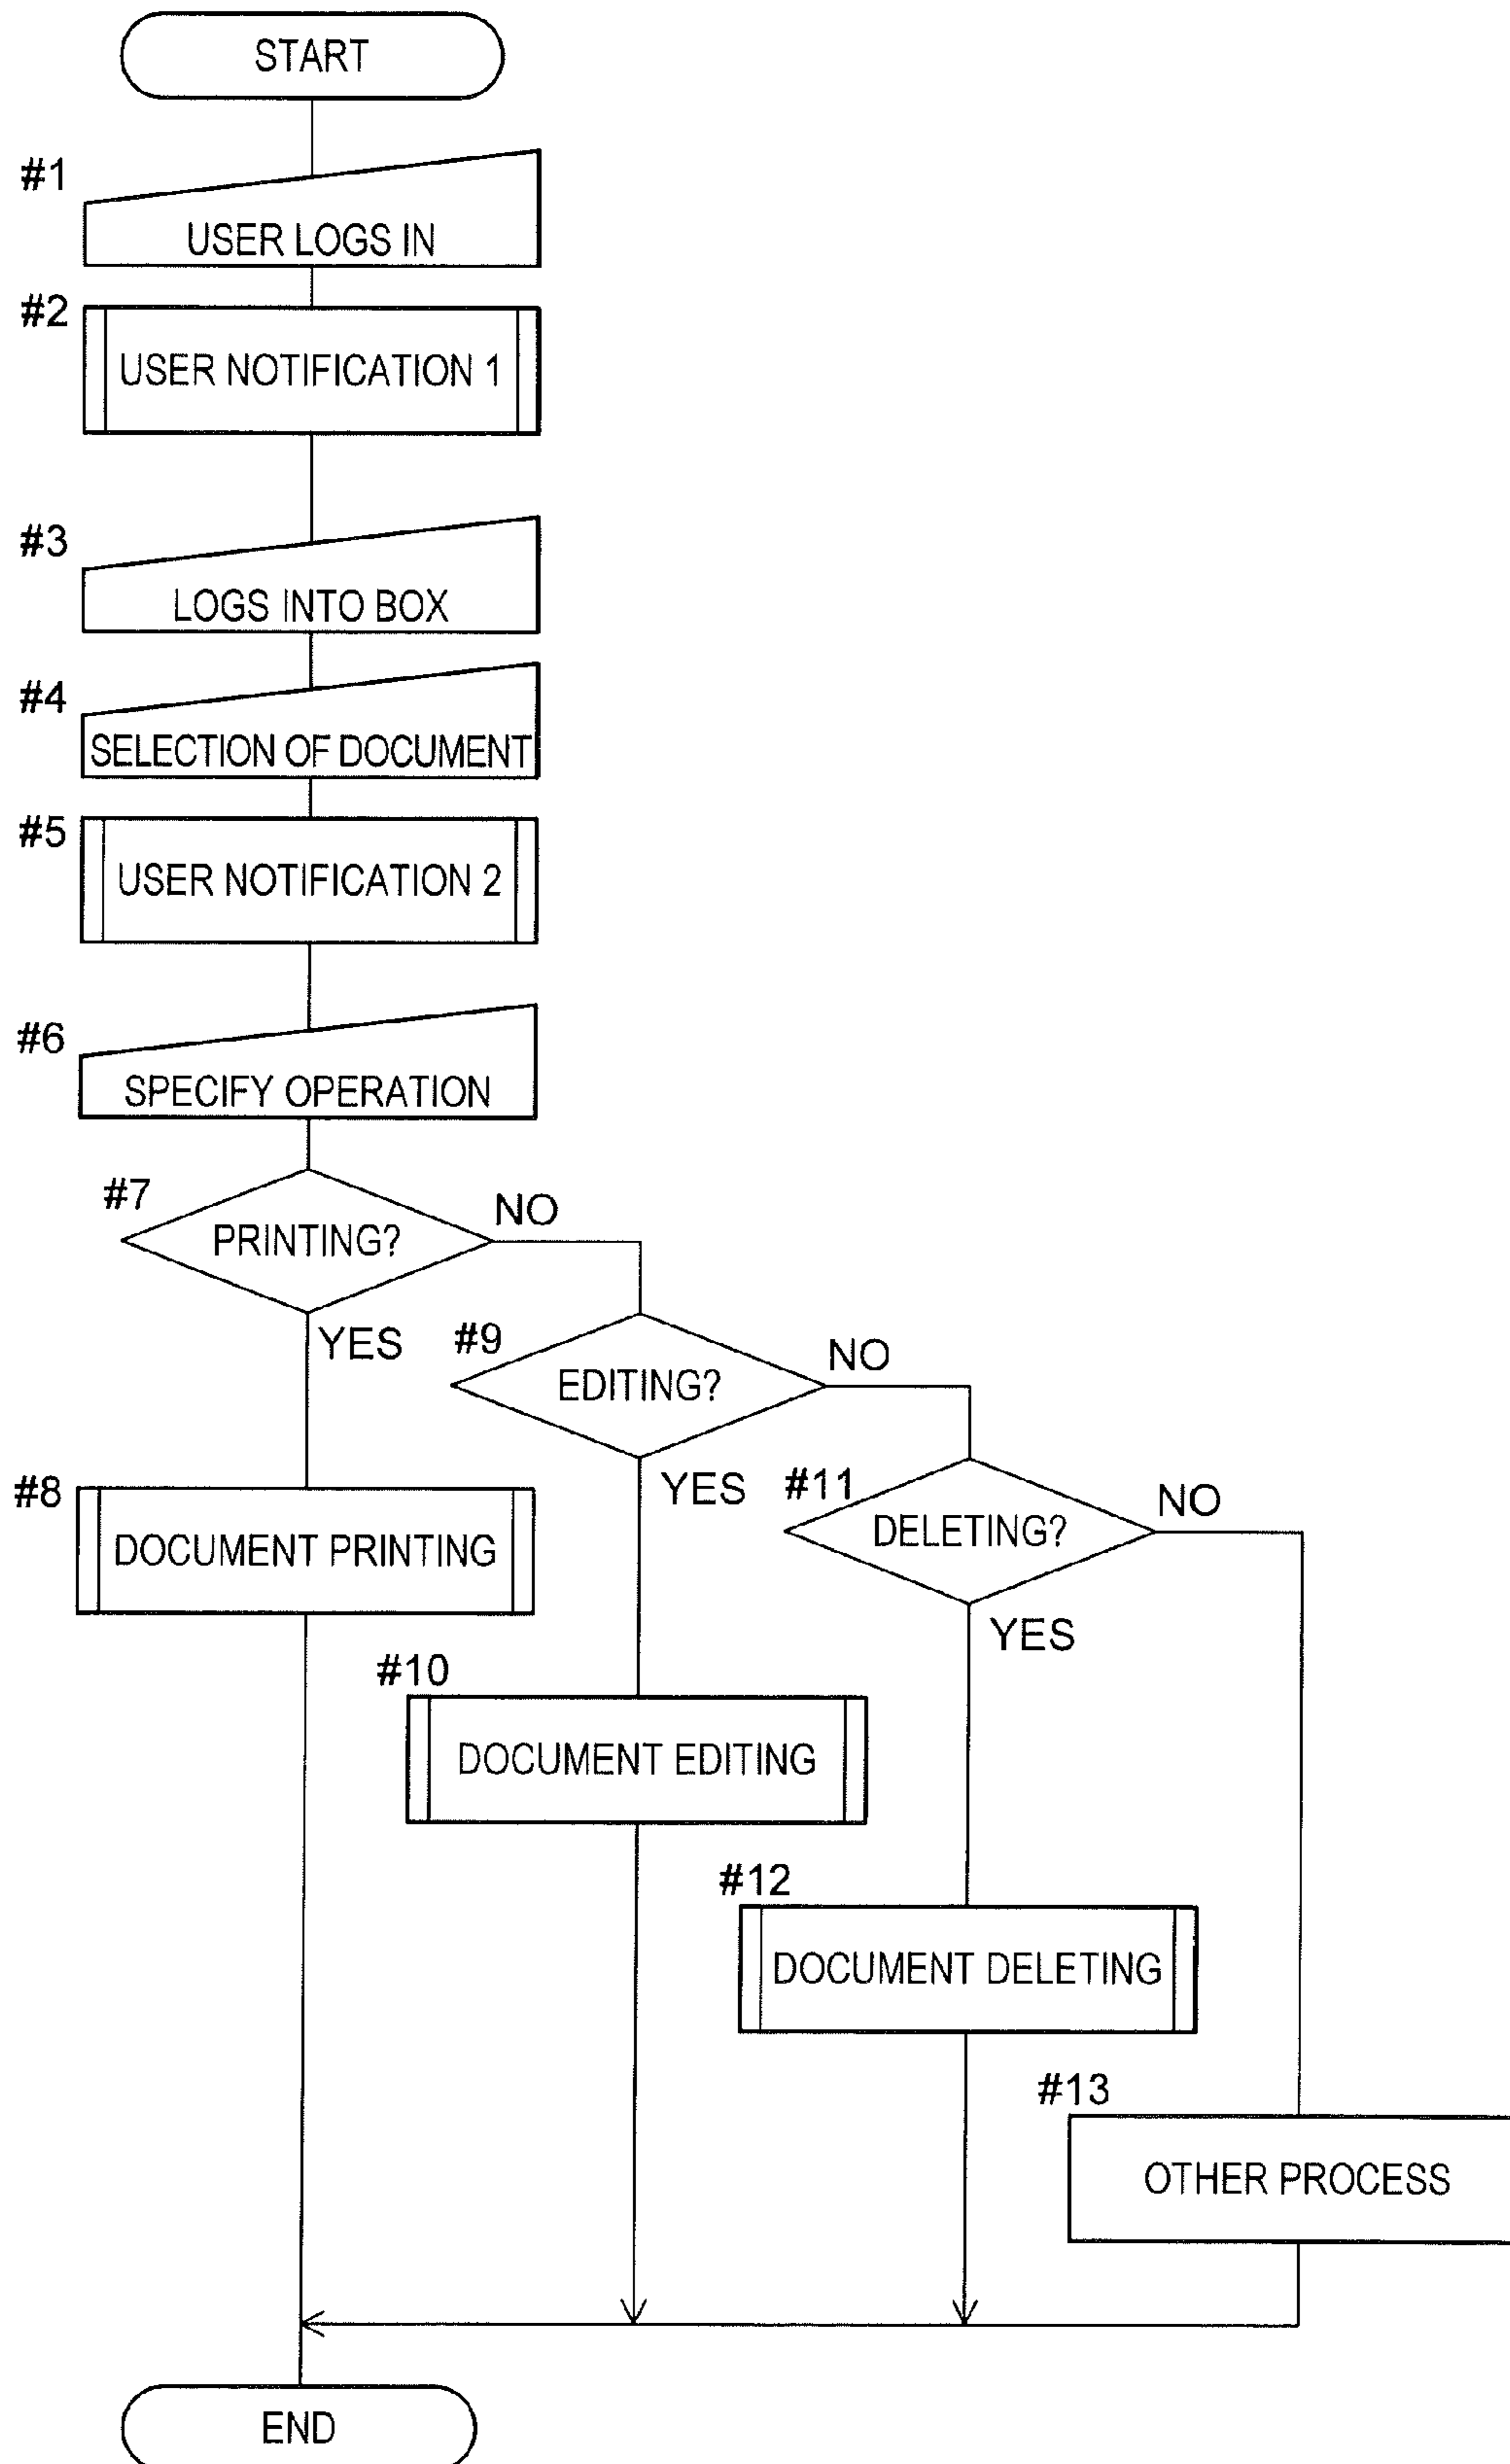 START
#1
USER LOGS IN
#2
USER NOTIFICATION 1
#3
LOGS INTO BOX
#4
SELECTION OF DOCUMENT
#5
USER NOTIFICATION 2
#6
SPECIFY OPERATION
#7
PRINTING?
NO
YES
#9
EDITING?
NO
YES
#11
DELETING?
NO
YES
#8
DOCUMENT PRINTING
#10
DOCUMENT EDITING
#12
DOCUMENT DELETING
#13
OTHER PROCESS
END